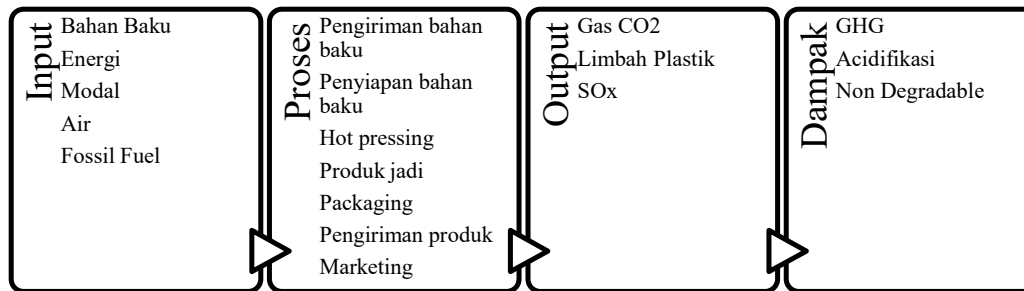 Input
Bahan Baku
Energi
Modal
Air
Fossil Fuel
Proses
Pengiriman bahan
baku
Penyiapan bahan
baku
Hot pressing
Produk jadi
Packaging
Pengiriman produk
Marketing
Output
Gas CO2
Limbah Plastik
SOx
Dampak
GHG
Acidifikasi
Non Degradable